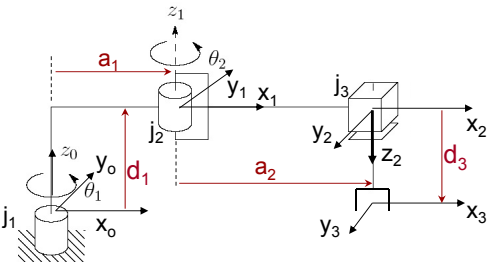 z₁
θ₂
a₁
y₁
x₁
j₃
j₂
y₂
x₂
z₂
z₀
yₒ
d₁
d₃
θ₁
a₂
j₁
xₒ
x₃
y₃